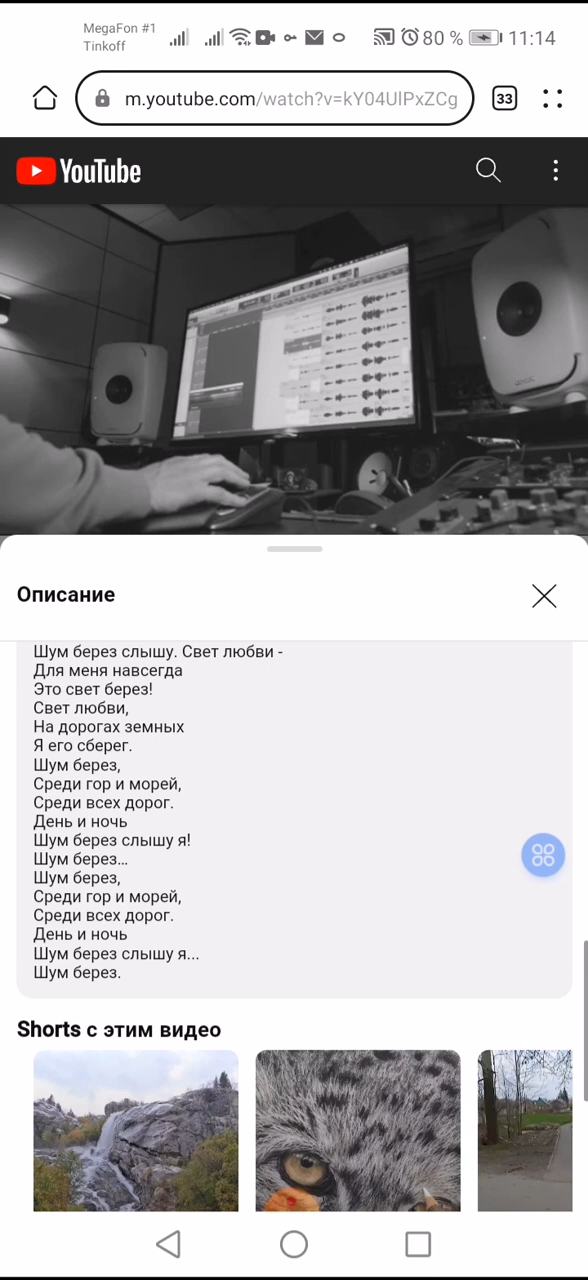 MegaFon #1
Tinkoff
80 %
11:14
m.youtube.com/watch?v=kY04UlPxZCg
33
YouTube
Описание
Шум берез слышу. Свет любви -
Для меня навсегда
Это свет берез!
Свет любви,
На дорогах земных
Я его сберег.
Шум берез,
Среди гор и морей,
Среди всех дорог.
День и ночь
Шум берез слышу я!
Шум берез...
Шум берез,
Среди гор и морей,
Среди всех дорог.
День и ночь
Шум берез слышу я...
Шум берез.
Shorts с этим видео